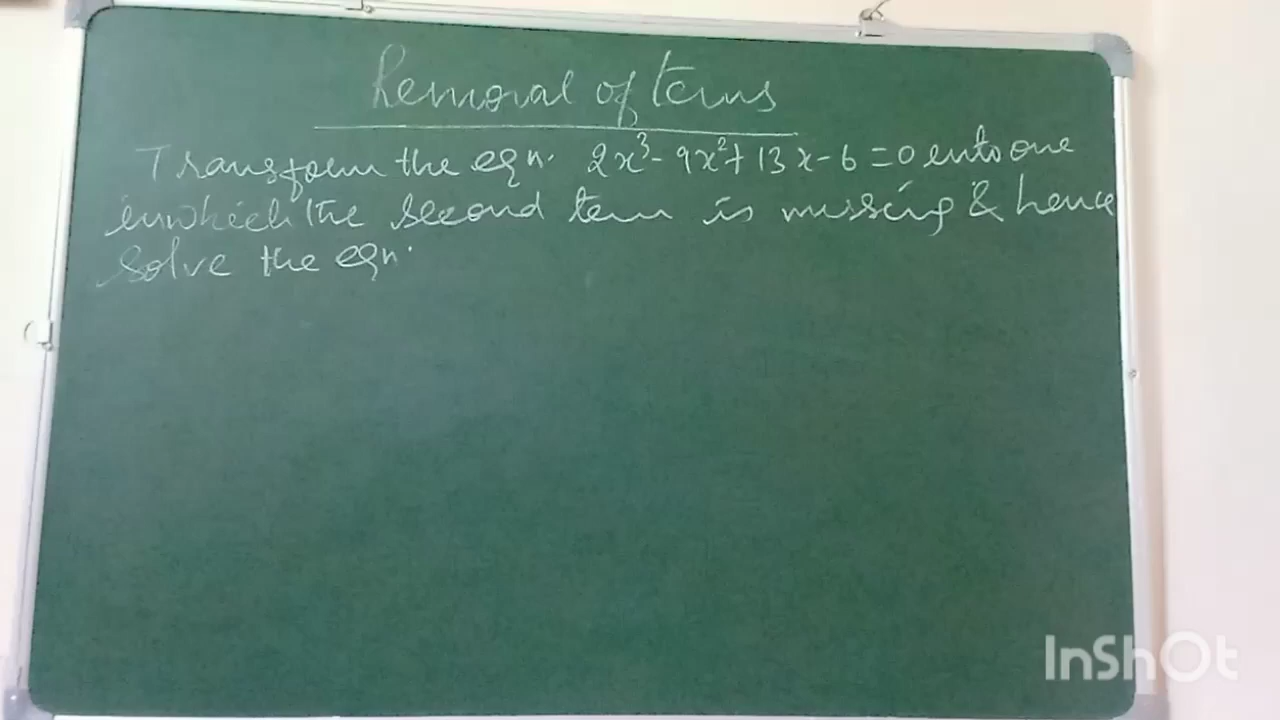 Removal of terms
Transform the eqn. 2x³ - 9x² + 13x - 6 = 0 into one
in which the second term is missing & hence
solve the eqn.
InShOt